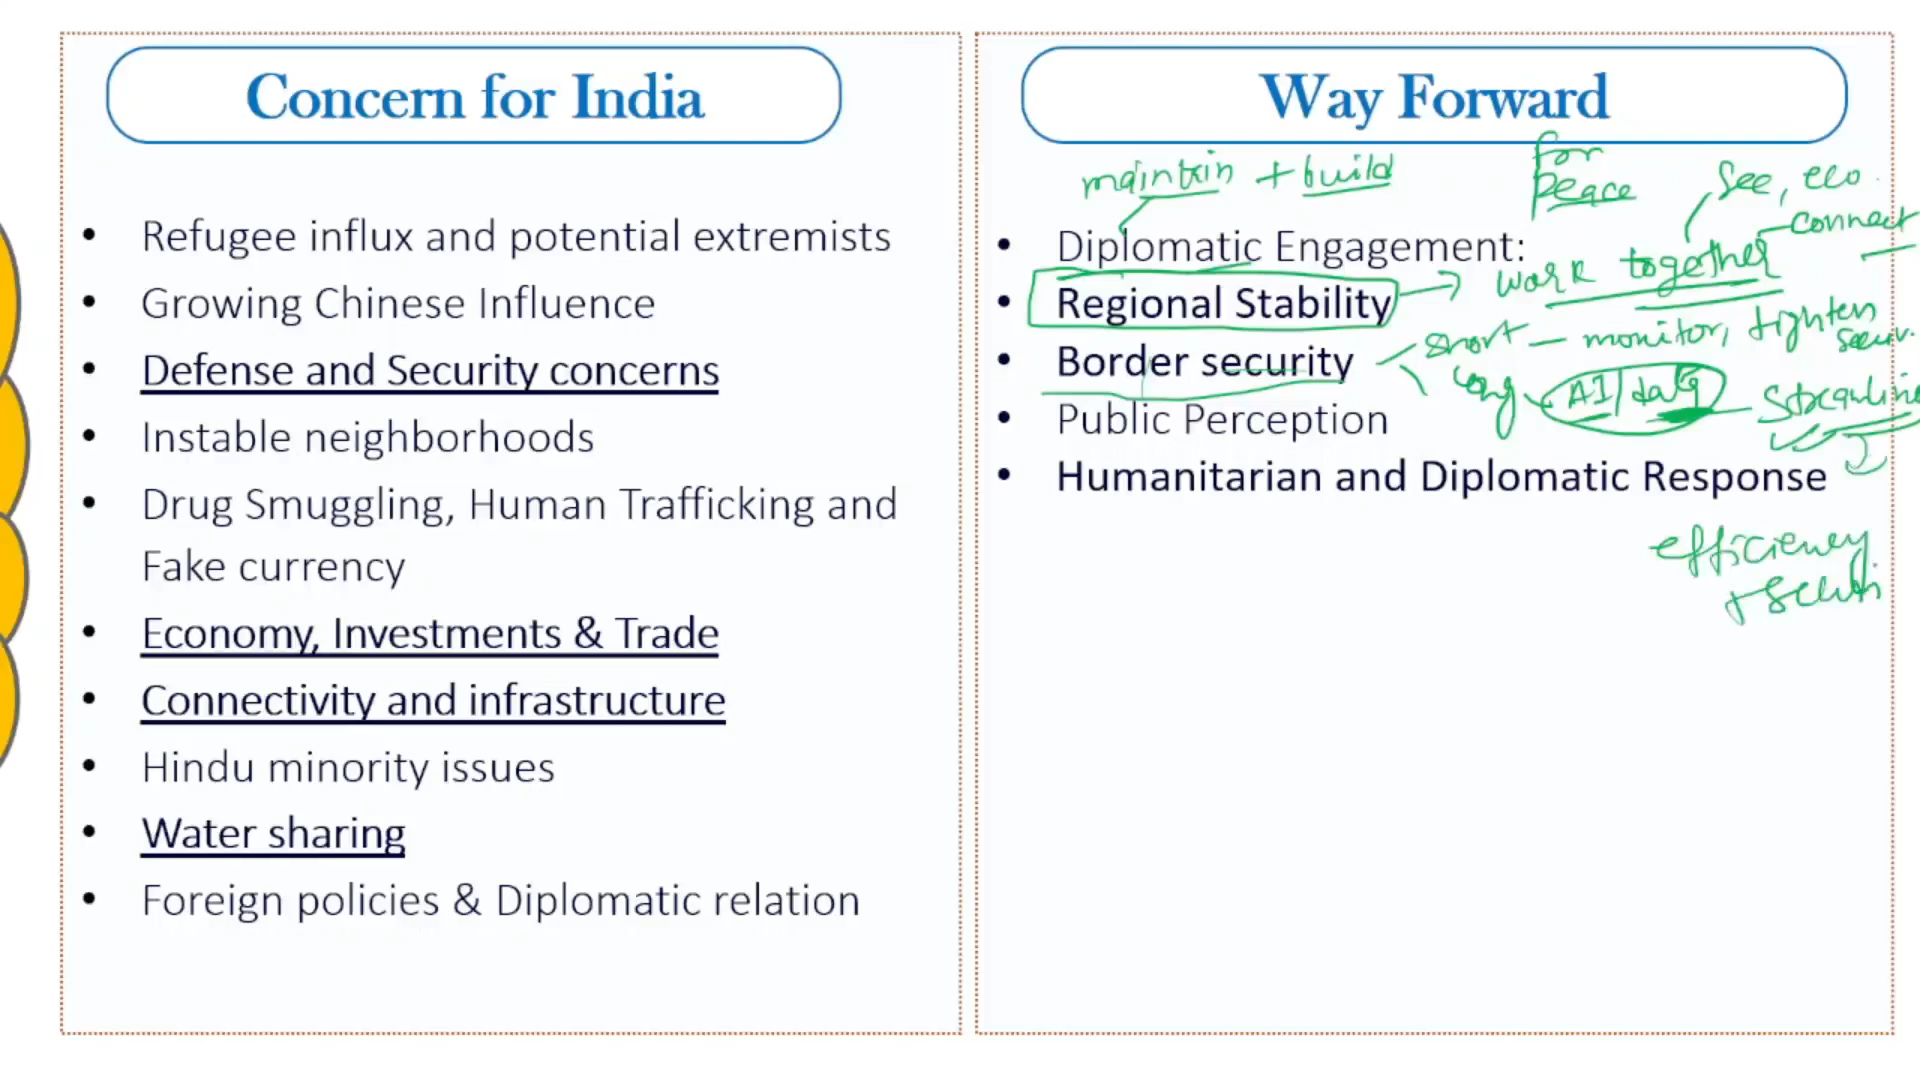 Concern for India
• Refugee influx and potential extremists
• Growing Chinese Influence
• Defense and Security concerns
• Instable neighborhoods
• Drug Smuggling, Human Trafficking and
Fake currency
• Economy, Investments & Trade
• Connectivity and infrastructure
• Hindu minority issues
• Water sharing
• Foreign policies & Diplomatic relation
Way Forward
maintain + build
for
peace
See, eco.
connect
• Diplomatic Engagement:
work together
• Regional Stability
short - monitor, tighten
secur.
• Border security
long AI/data Streamline
• Public Perception
• Humanitarian and Diplomatic Response
efficiency
+